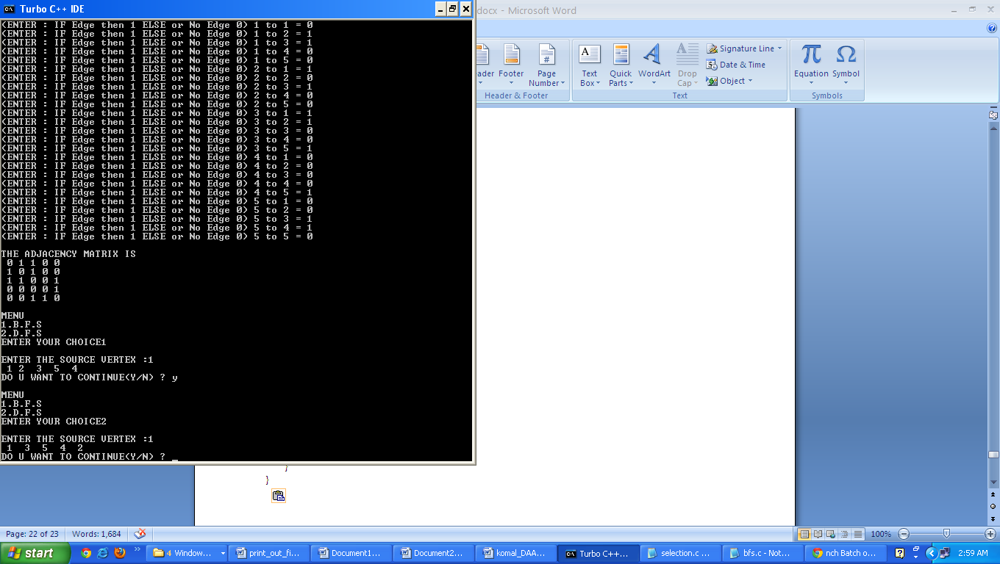 Turbo C++ IDE
(ENTER : IF Edge then 1 ELSE or No Edge 0) 1 to 1 = 0
(ENTER : IF Edge then 1 ELSE or No Edge 0) 1 to 2 = 1
(ENTER : IF Edge then 1 ELSE or No Edge 0) 1 to 3 = 1
(ENTER : IF Edge then 1 ELSE or No Edge 0) 1 to 4 = 0
(ENTER : IF Edge then 1 ELSE or No Edge 0) 1 to 5 = 0
(ENTER : IF Edge then 1 ELSE or No Edge 0) 2 to 1 = 1
(ENTER : IF Edge then 1 ELSE or No Edge 0) 2 to 2 = 0
(ENTER : IF Edge then 1 ELSE or No Edge 0) 2 to 3 = 1
(ENTER : IF Edge then 1 ELSE or No Edge 0) 2 to 4 = 0
(ENTER : IF Edge then 1 ELSE or No Edge 0) 2 to 5 = 0
(ENTER : IF Edge then 1 ELSE or No Edge 0) 3 to 1 = 1
(ENTER : IF Edge then 1 ELSE or No Edge 0) 3 to 2 = 1
(ENTER : IF Edge then 1 ELSE or No Edge 0) 3 to 3 = 0
(ENTER : IF Edge then 1 ELSE or No Edge 0) 3 to 4 = 0
(ENTER : IF Edge then 1 ELSE or No Edge 0) 3 to 5 = 1
(ENTER : IF Edge then 1 ELSE or No Edge 0) 4 to 1 = 0
(ENTER : IF Edge then 1 ELSE or No Edge 0) 4 to 2 = 0
(ENTER : IF Edge then 1 ELSE or No Edge 0) 4 to 3 = 0
(ENTER : IF Edge then 1 ELSE or No Edge 0) 4 to 4 = 0
(ENTER : IF Edge then 1 ELSE or No Edge 0) 4 to 5 = 1
(ENTER : IF Edge then 1 ELSE or No Edge 0) 5 to 1 = 0
(ENTER : IF Edge then 1 ELSE or No Edge 0) 5 to 2 = 0
(ENTER : IF Edge then 1 ELSE or No Edge 0) 5 to 3 = 1
(ENTER : IF Edge then 1 ELSE or No Edge 0) 5 to 4 = 1
(ENTER : IF Edge then 1 ELSE or No Edge 0) 5 to 5 = 0
THE ADJACENCY MATRIX IS
0 1 1 0 0
1 0 1 0 0
1 1 0 0 1
0 0 0 0 1
0 0 1 1 0
MENU
1.B.F.S
2.D.F.S
ENTER YOUR CHOICE1
ENTER THE SOURCE VERTEX :1
1 2 3 5 4
DO U WANT TO CONTINUE(Y/N) ? y
MENU
1.B.F.S
2.D.F.S
ENTER YOUR CHOICE2
ENTER THE SOURCE VERTEX :1
1 3 5 4 2
DO U WANT TO CONTINUE(Y/N) ? _
docx - Microsoft Word
ader Footer Page Number
Header & Footer
Text Box Quick Parts WordArt Drop Cap
Signature Line
Date & Time
Object
Text
Equation Symbol
Symbols
}
}
Page: 22 of 23 Words: 1,684 100%
start 4 Window... print_out_fi... Document1... Document2... komal_DAA... Turbo C++... selection.c ... bfs.c - Not... nch Batch o... 2:59 AM